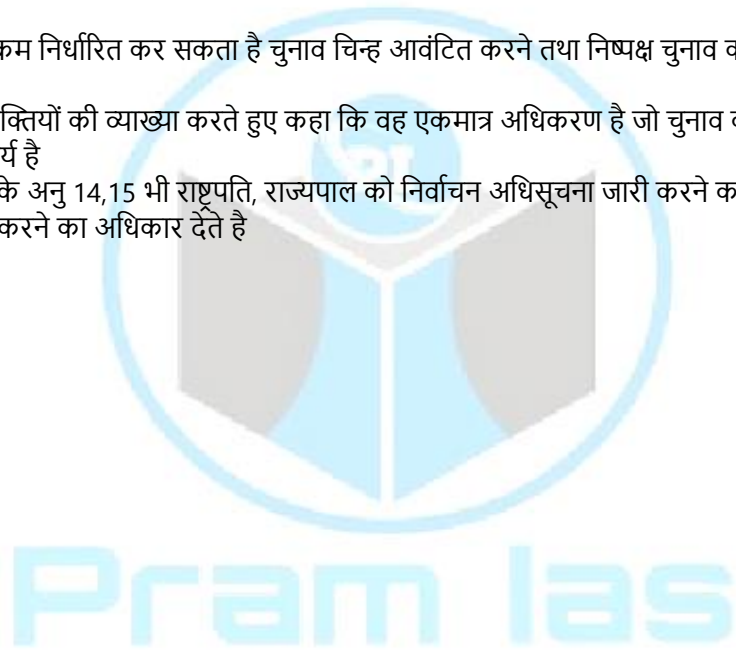 कम निर्धारित कर सकता है चुनाव चिन्ह आवंटित करने तथा निष्पक्ष चुनाव
क्तियों की व्याख्या करते हुए कहा कि वह एकमात्र अधिकरण है जो चुनाव
र्य है
के अनु 14,15 भी राष्ट्रपति, राज्यपाल को निर्वाचन अधिसूचना जारी करने
करने का अधिकार देते है
Pram Ias